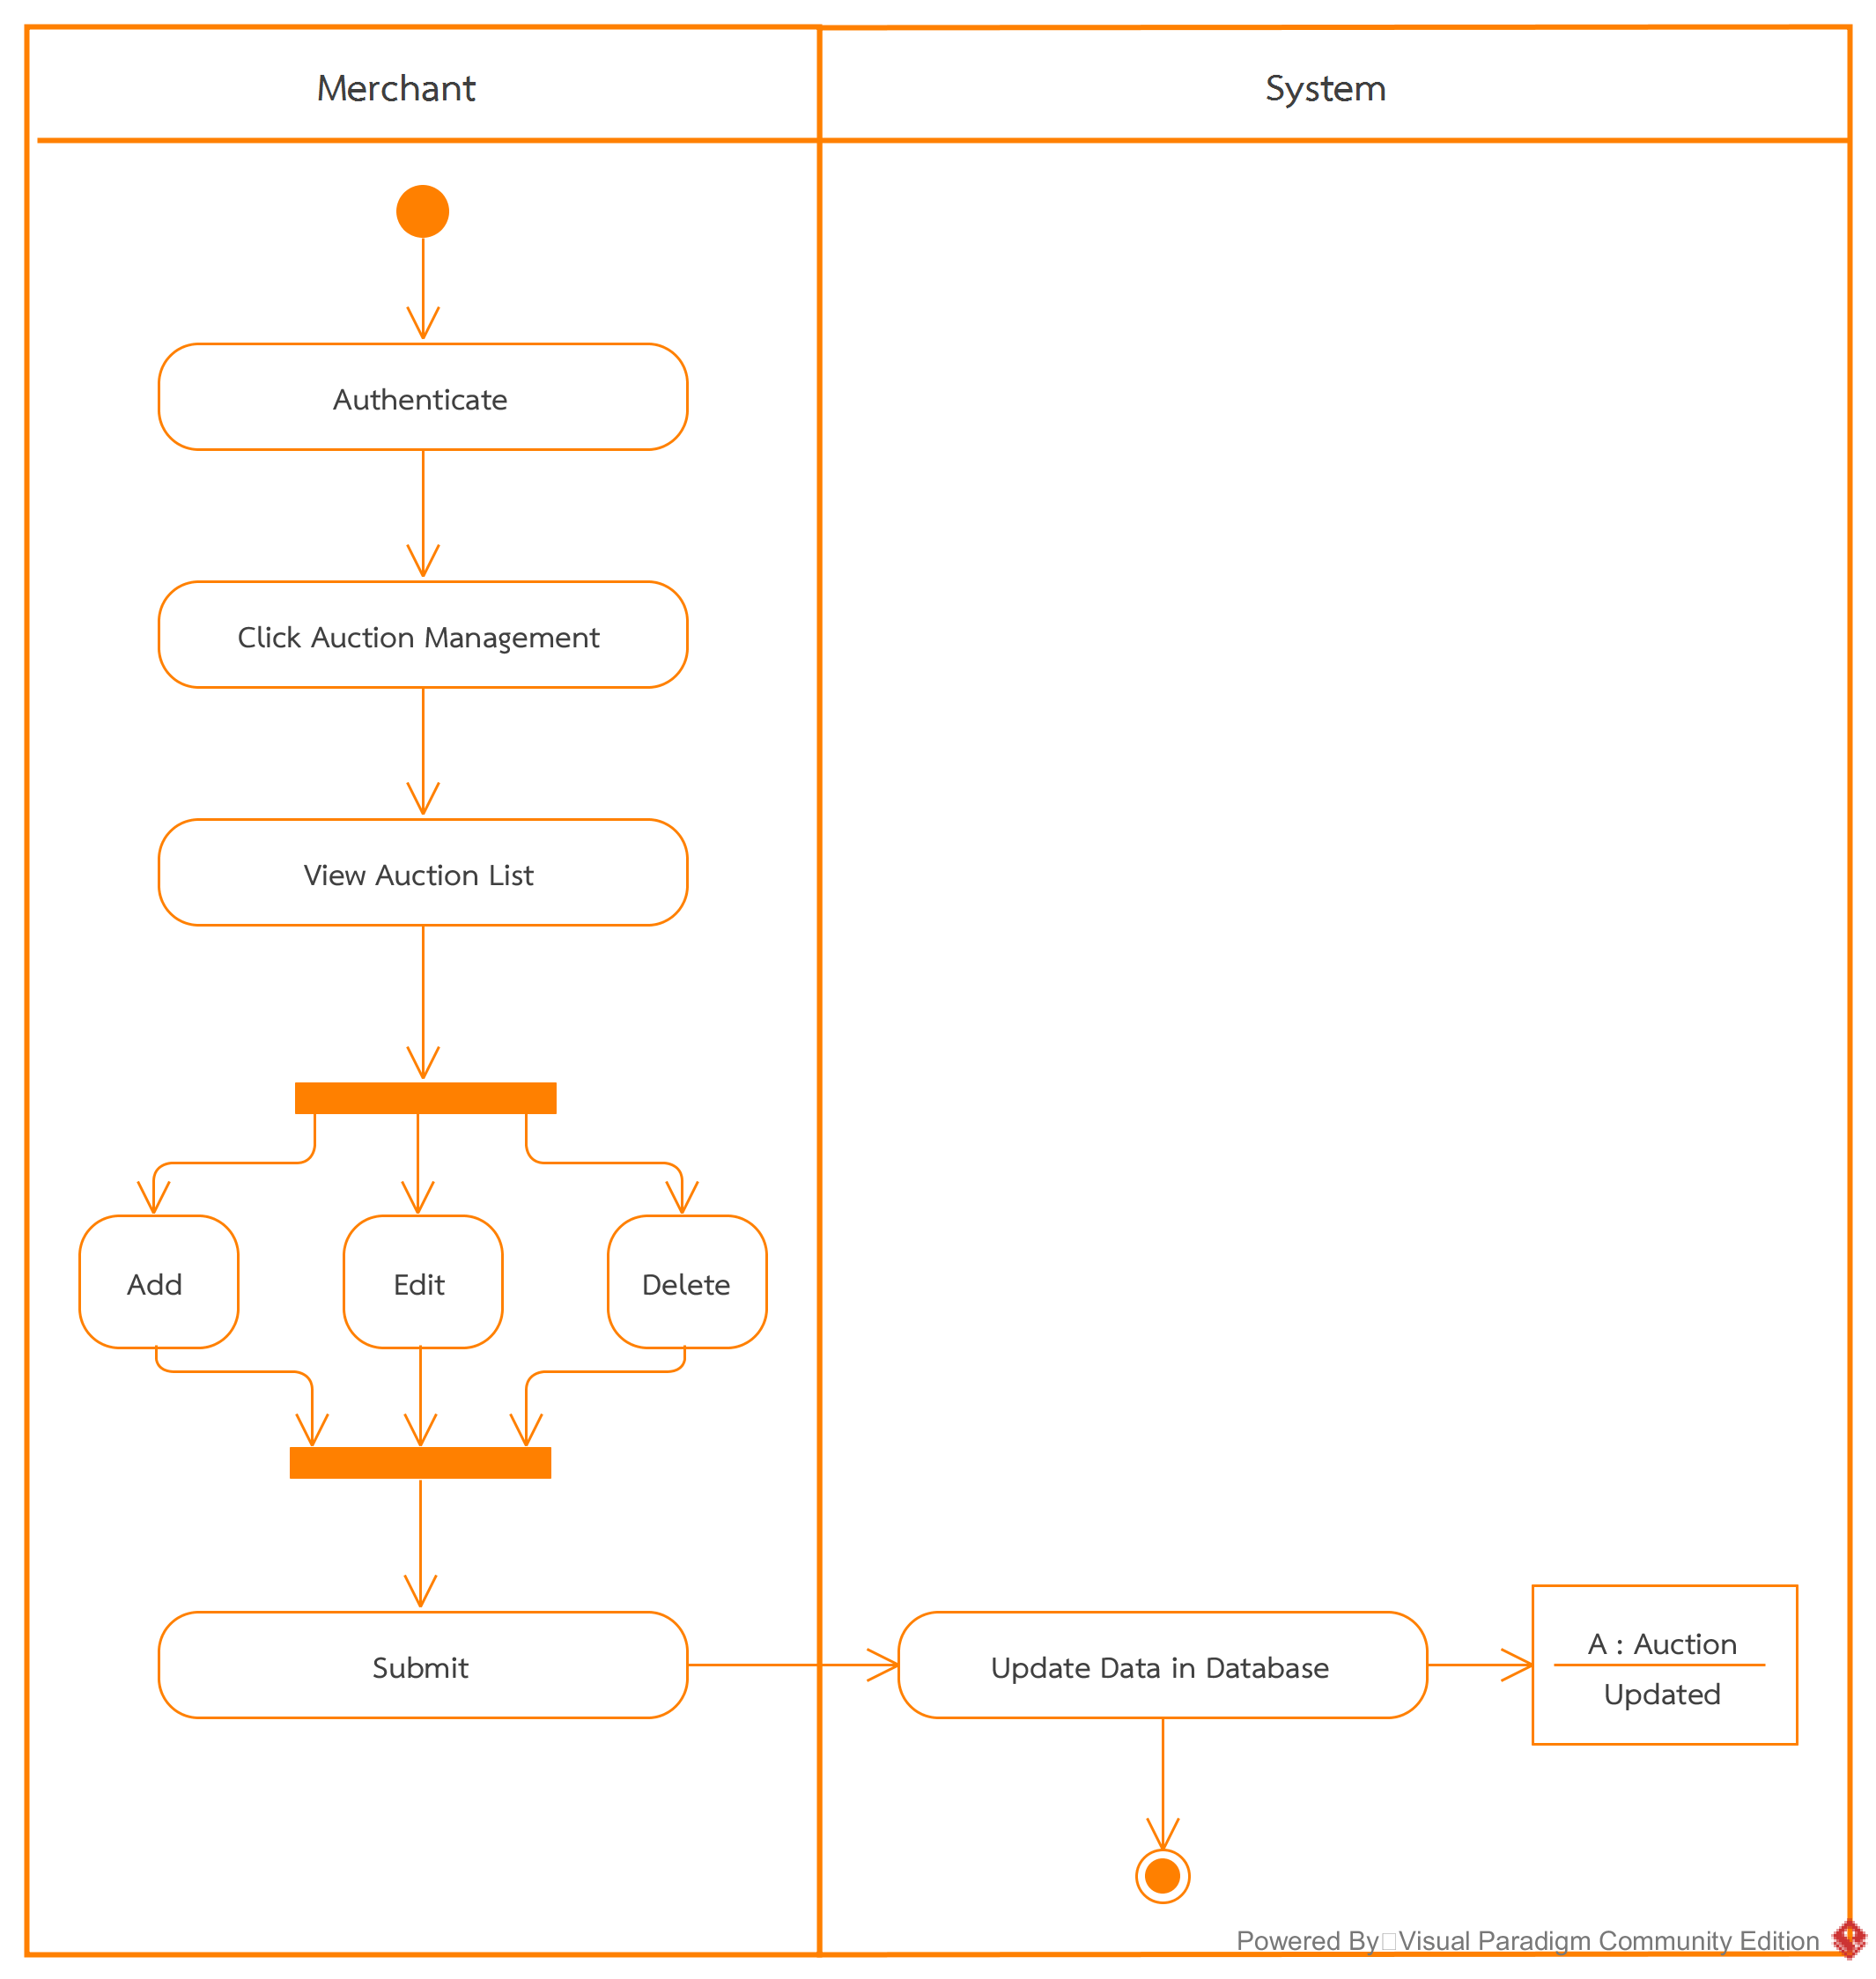 Merchant
System
Authenticate
Click Auction Management
View Auction List
Add
Edit
Delete
Submit
Update Data in Database
A : Auction
Updated
Powered By Visual Paradigm Community Edition